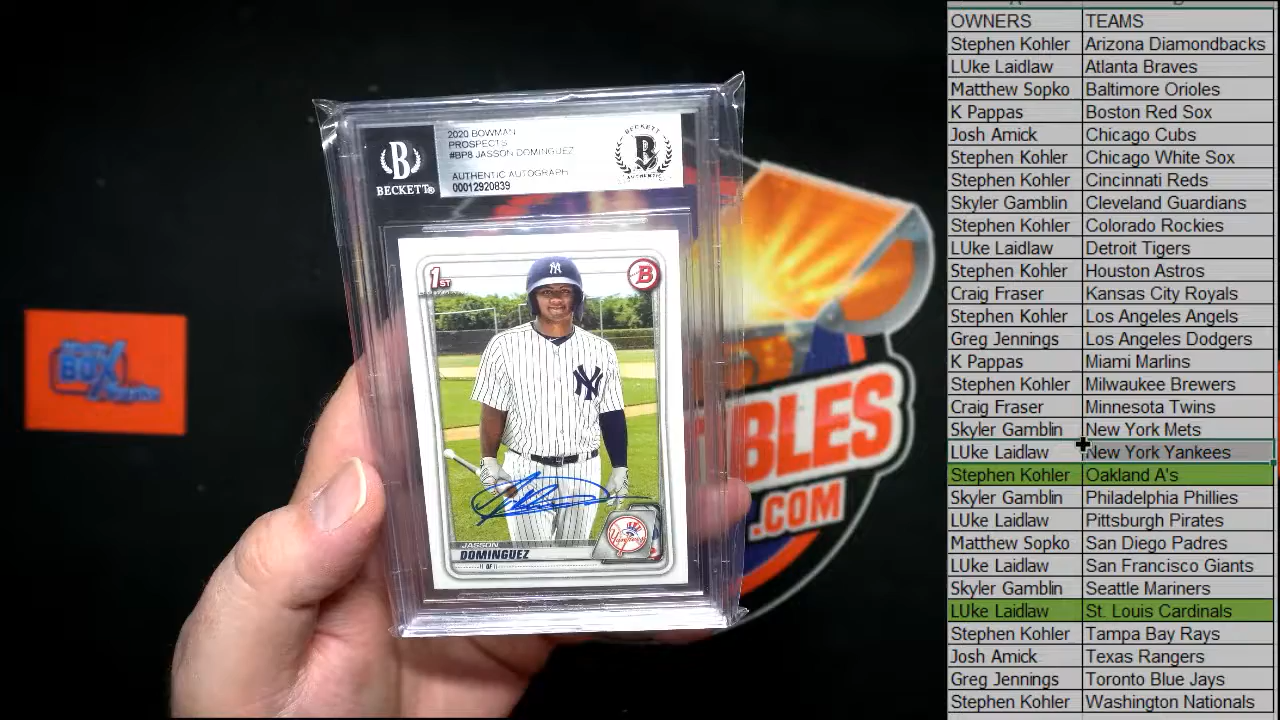 2020 BOWMAN
PROSPECTS
#BP8 JASSON DOMINGUEZ
AUTHENTIC AUTOGRAPH
00012920839
B
BECKETT®
BECKETT
B
AUTHENTIC
1ST
B
NY
NY
Yankees
JASSON
DOMINGUEZ
OF
BOX
BLES
.COM
OWNERS TEAMS
Stephen Kohler Arizona Diamondbacks
LUke Laidlaw Atlanta Braves
Matthew Sopko Baltimore Orioles
K Pappas Boston Red Sox
Josh Amick Chicago Cubs
Stephen Kohler Chicago White Sox
Stephen Kohler Cincinnati Reds
Skyler Gamblin Cleveland Guardians
Stephen Kohler Colorado Rockies
LUke Laidlaw Detroit Tigers
Stephen Kohler Houston Astros
Craig Fraser Kansas City Royals
Stephen Kohler Los Angeles Angels
Greg Jennings Los Angeles Dodgers
K Pappas Miami Marlins
Stephen Kohler Milwaukee Brewers
Craig Fraser Minnesota Twins
Skyler Gamblin New York Mets
LUke Laidlaw New York Yankees
Stephen Kohler Oakland A's
Skyler Gamblin Philadelphia Phillies
LUke Laidlaw Pittsburgh Pirates
Matthew Sopko San Diego Padres
LUke Laidlaw San Francisco Giants
Skyler Gamblin Seattle Mariners
LUke Laidlaw St. Louis Cardinals
Stephen Kohler Tampa Bay Rays
Josh Amick Texas Rangers
Greg Jennings Toronto Blue Jays
Stephen Kohler Washington Nationals